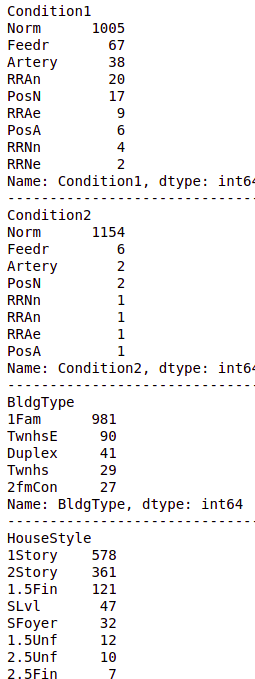 Condition1
Norm      1005
Feedr       67
Artery      38
RRAn        20
PosN        17
RRAe         9
PosA         6
RRNn         4
RRNe         2
Name: Condition1, dtype: int64
------------------------------
Condition2
Norm      1154
Feedr        6
Artery       2
PosN         2
RRNn         1
RRAn         1
RRAe         1
PosA         1
Name: Condition2, dtype: int64
------------------------------
BldgType
1Fam      981
TwnhsE     90
Duplex     41
Twnhs      29
2fmCon     27
Name: BldgType, dtype: int64
------------------------------
HouseStyle
1Story    578
2Story    361
1.5Fin    121
SLvl       47
SFoyer     32
1.5Unf     12
2.5Unf     10
2.5Fin      7